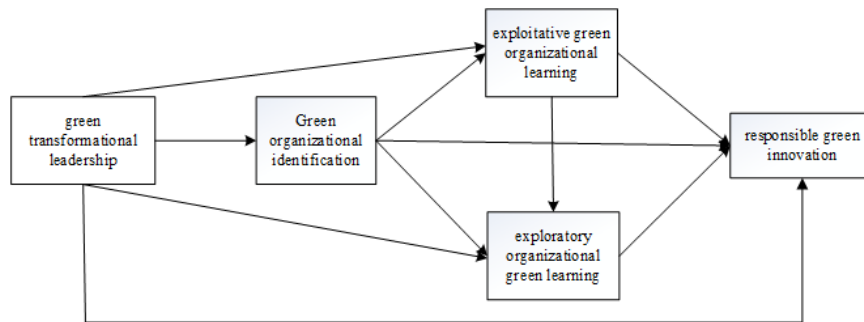 exploitative green
organizational
learning
green
transformational
leadership
Green
organizational
identification
responsible green
innovation
exploratory
organizational
green learning